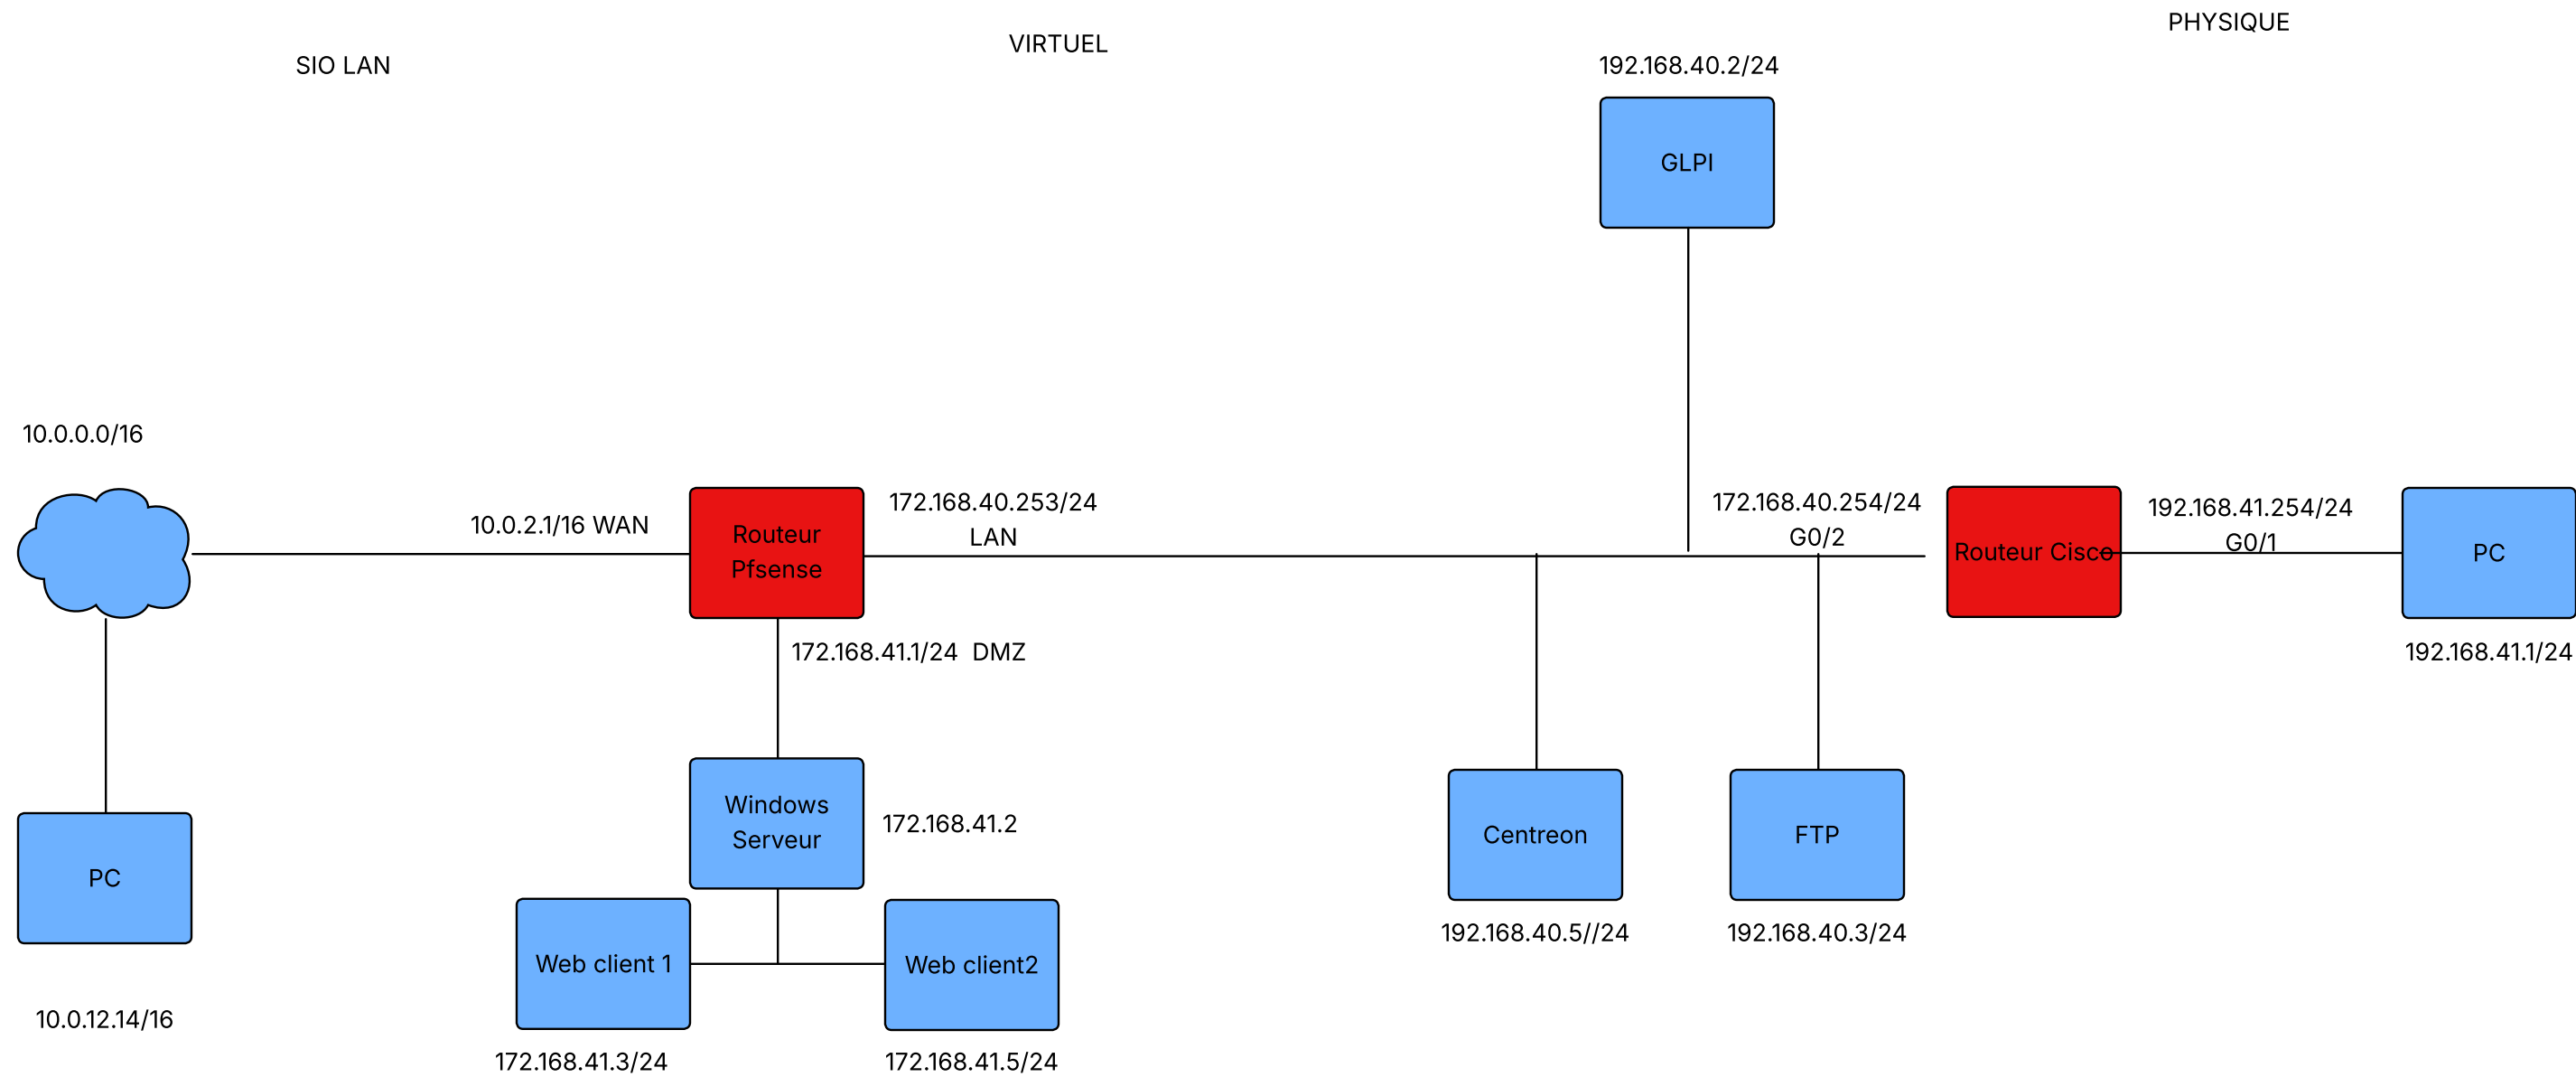 PHYSIQUE
VIRTUEL
SIO LAN
192.168.40.2/24
GLPI
10.0.0.0/16
10.0.2.1/16 WAN
Routeur
Pfsense
172.168.40.253/24
LAN
172.168.40.254/24
G0/2
Routeur Cisco
192.168.41.254/24
G0/1
PC
192.168.41.1/24
172.168.41.1/24  DMZ
Windows
Serveur
172.168.41.2
Centreon
FTP
PC
192.168.40.5//24
192.168.40.3/24
Web client 1
Web client2
10.0.12.14/16
172.168.41.3/24
172.168.41.5/24